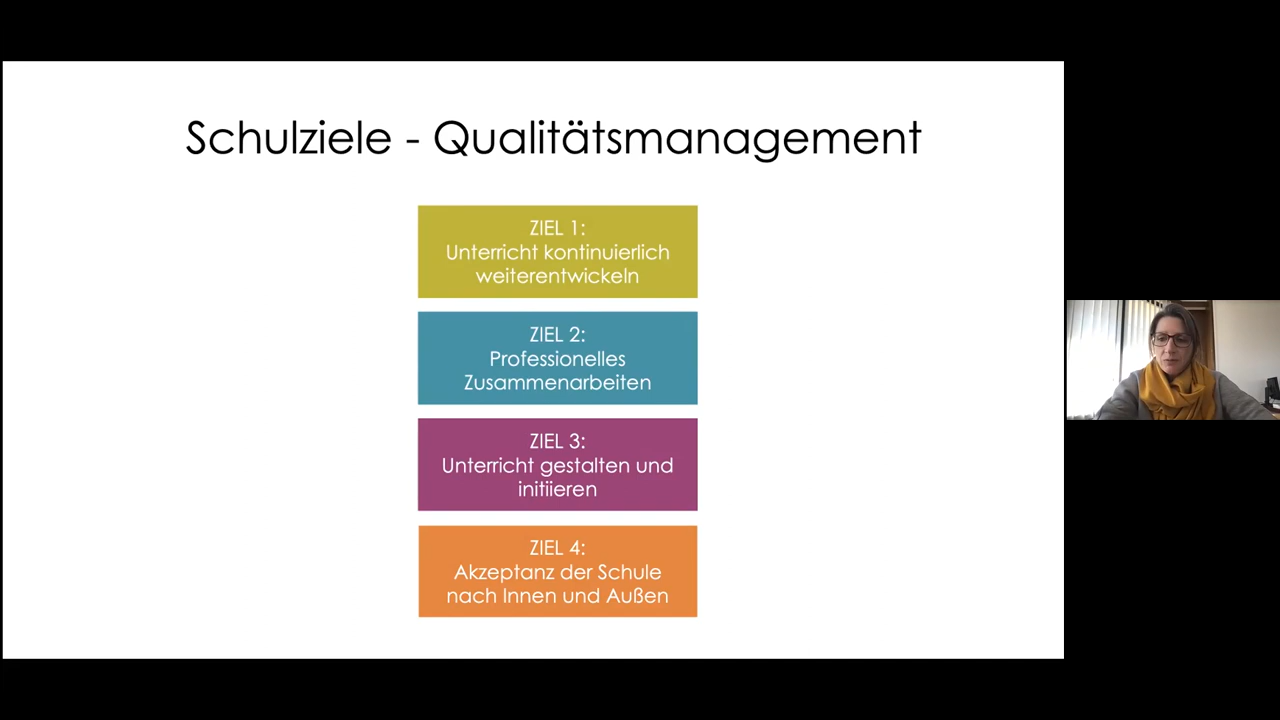 Schulziele - Qualitätsmanagement
ZIEL 1:
Unterricht kontinuierlich
weiterentwickeln
ZIEL 2:
Professionelles
Zusammenarbeiten
ZIEL 3:
Unterricht gestalten und
initiieren
ZIEL 4:
Akzeptanz der Schule
nach Innen und Außen